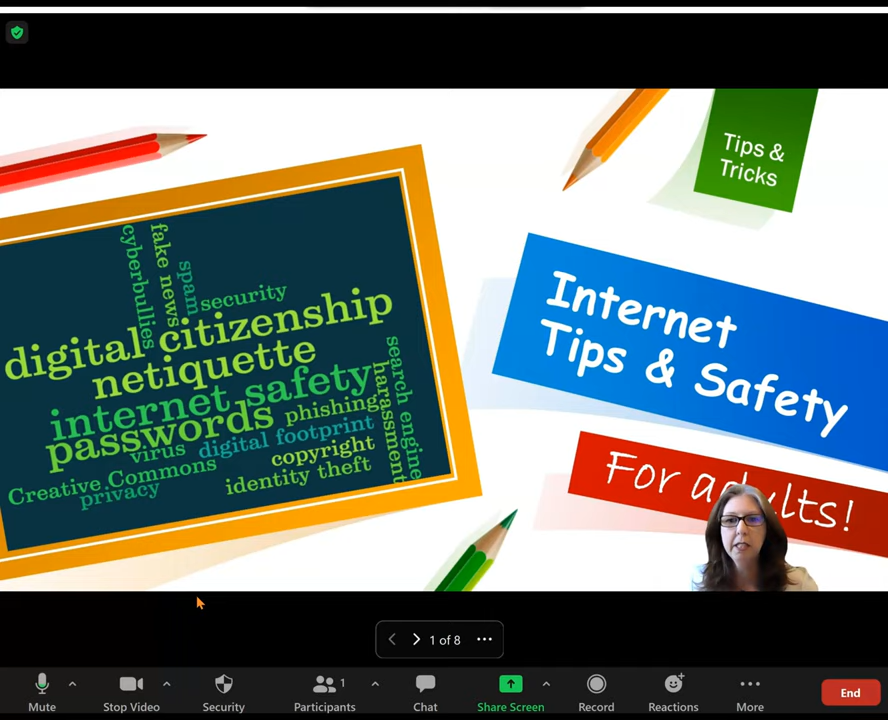 Tips &
Tricks
cyberbullies
fake news
spam
security
digital citizenship
netiquette
internet safety
passwords
phishing
harassment
search engine
virus
digital footprint
copyright
Creative Commons
identity theft
privacy
Internet
Tips & Safety
For adults!
1 of 8
Mute
Stop Video
Security
Participants
1
Chat
Share Screen
Record
Reactions
More
End